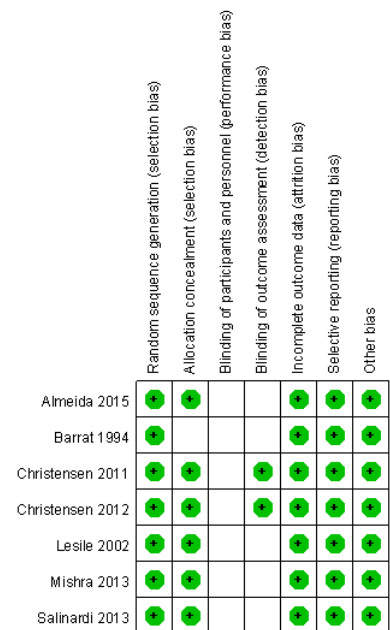 Random sequence generation (selection bias)
Allocation concealment (selection bias)
Blinding of participants and personnel (performance bias)
Blinding of outcome assessment (detection bias)
Incomplete outcome data (attrition bias)
Selective reporting (reporting bias)
Other bias
Almeida 2015 + + + + +
Barrat 1994 + + + +
Christensen 2011 + + + + + +
Christensen 2012 + + + + + +
Lesile 2002 + + + + +
Mishra 2013 + + + + +
Salinardi 2013 + + + + +